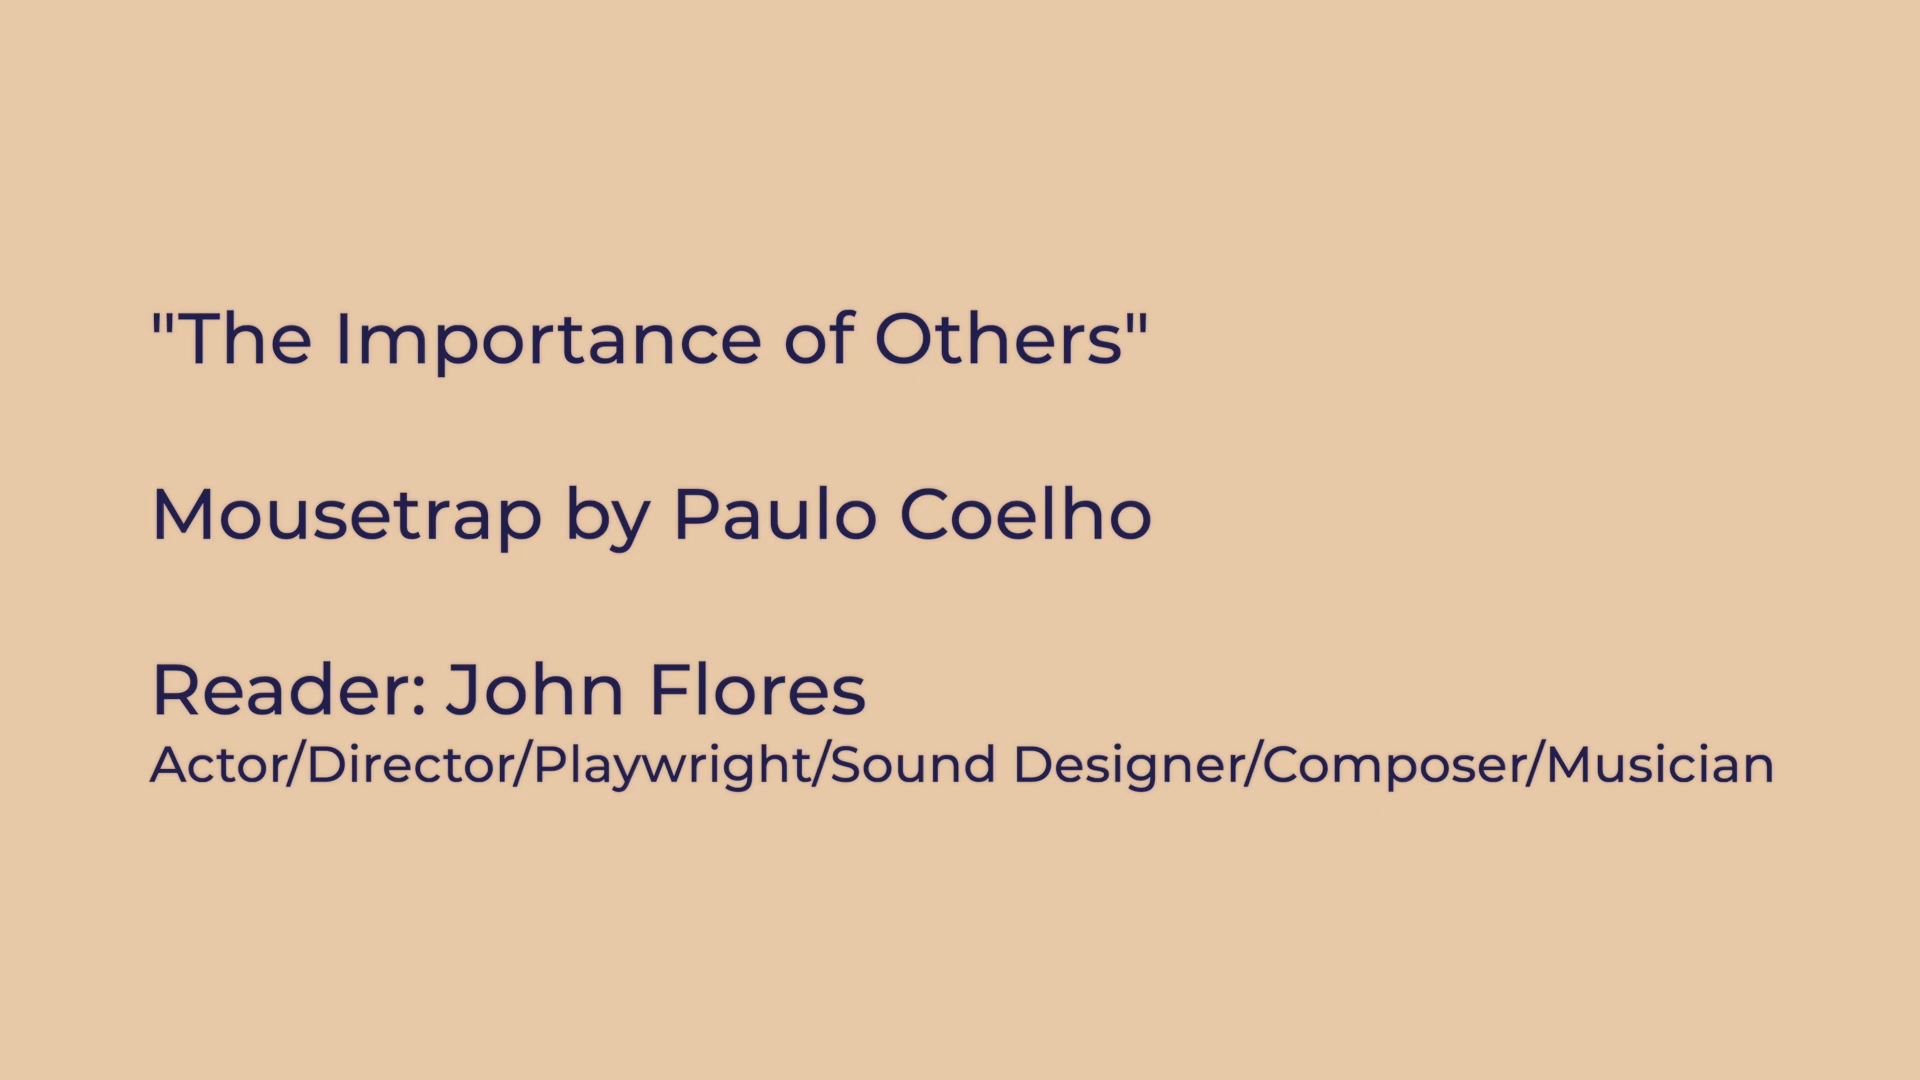 "The Importance of Others"
Mousetrap by Paulo Coelho
Reader: John Flores
Actor/Director/Playwright/Sound Designer/Composer/Musician